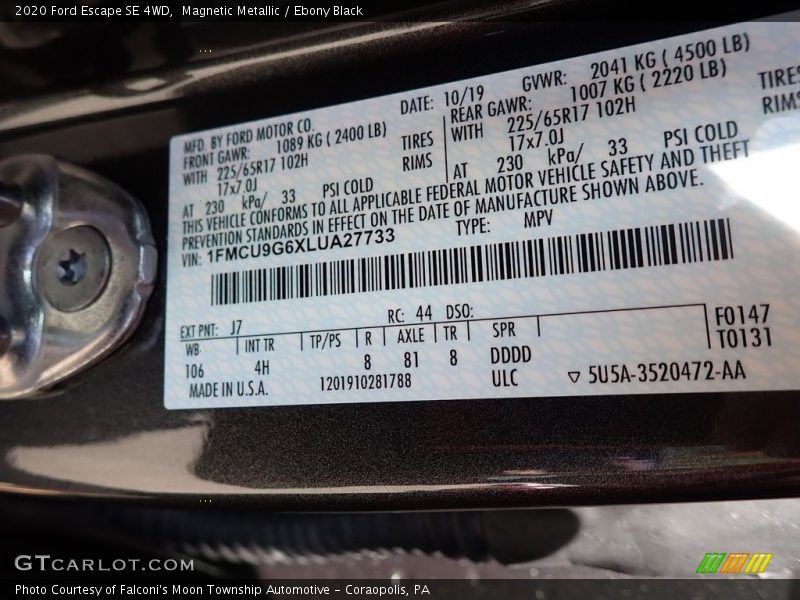 2020 Ford Escape SE 4WD, Magnetic Metallic / Ebony Black
MFD. BY FORD MOTOR CO.
DATE: 10/19
GVWR: 2041 KG ( 4500 LB)
FRONT GAWR: 1089 KG ( 2400 LB)
REAR GAWR: 1007 KG ( 2220 LB)
WITH 225/65R17 102H TIRES
WITH 225/65R17 102H TIRES
17x7.0J RIMS
17x7.0J RIMS
AT 230 kPa/ 33 PSI COLD
AT 230 kPa/ 33 PSI COLD
THIS VEHICLE CONFORMS TO ALL APPLICABLE FEDERAL MOTOR VEHICLE SAFETY AND THEFT
PREVENTION STANDARDS IN EFFECT ON THE DATE OF MANUFACTURE SHOWN ABOVE.
VIN: 1FMCU9G6XLUA27733
TYPE: MPV
EXT PNT: J7 RC: 44 DSO:
WB INT TR TP/PS R AXLE TR SPR
106 4H 8 81 8 DDDD
F0147
T0131
MADE IN U.S.A. 1201910281788 ULC
5U5A-3520472-AA
GTCARLOT.COM
Photo Courtesy of Falconi's Moon Township Automotive - Coraopolis, PA